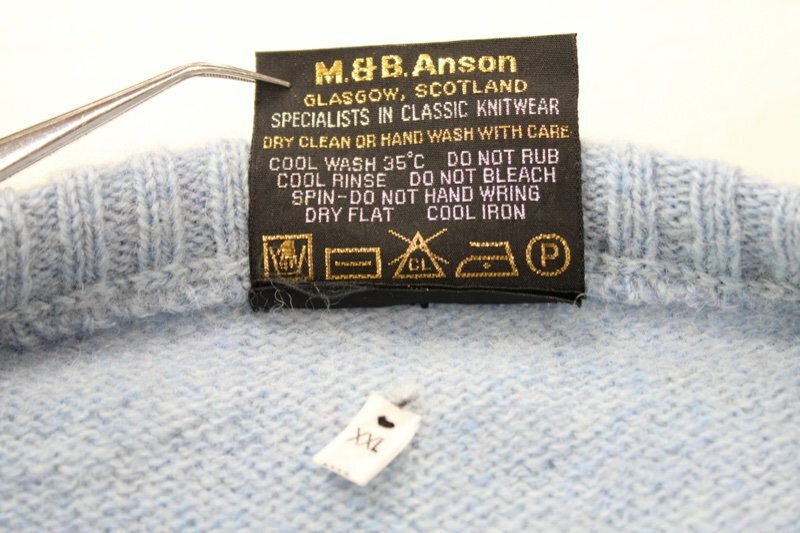 M.&B. Anson
GLASGOW, SCOTLAND
SPECIALISTS IN CLASSIC KNITWEAR
DRY CLEAN OR HAND WASH WITH CARE
COOL WASH 35°C DO NOT RUB
COOL RINSE DO NOT BLEACH
SPIN-DO NOT HAND WRING
DRY FLAT COOL IRON
CL P
XXL